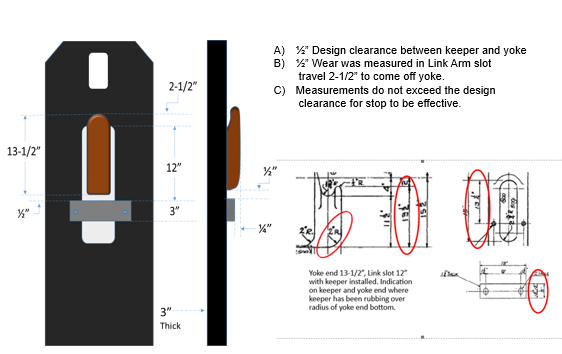 A) ½” Design clearance between keeper and yoke
B) ½” Wear was measured in Link Arm slot
travel 2-1/2” to come off yoke.
C) Measurements do not exceed the design
clearance for stop to be effective.
2-1/2”
13-1/2”
12”
½”
½”
3”
¼”
3”
Thick
Yoke end 13-1/2”, Link slot 12”
with keeper installed. Indication
on keeper and yoke end where
keeper has been rubbing over
radius of yoke end bottom.